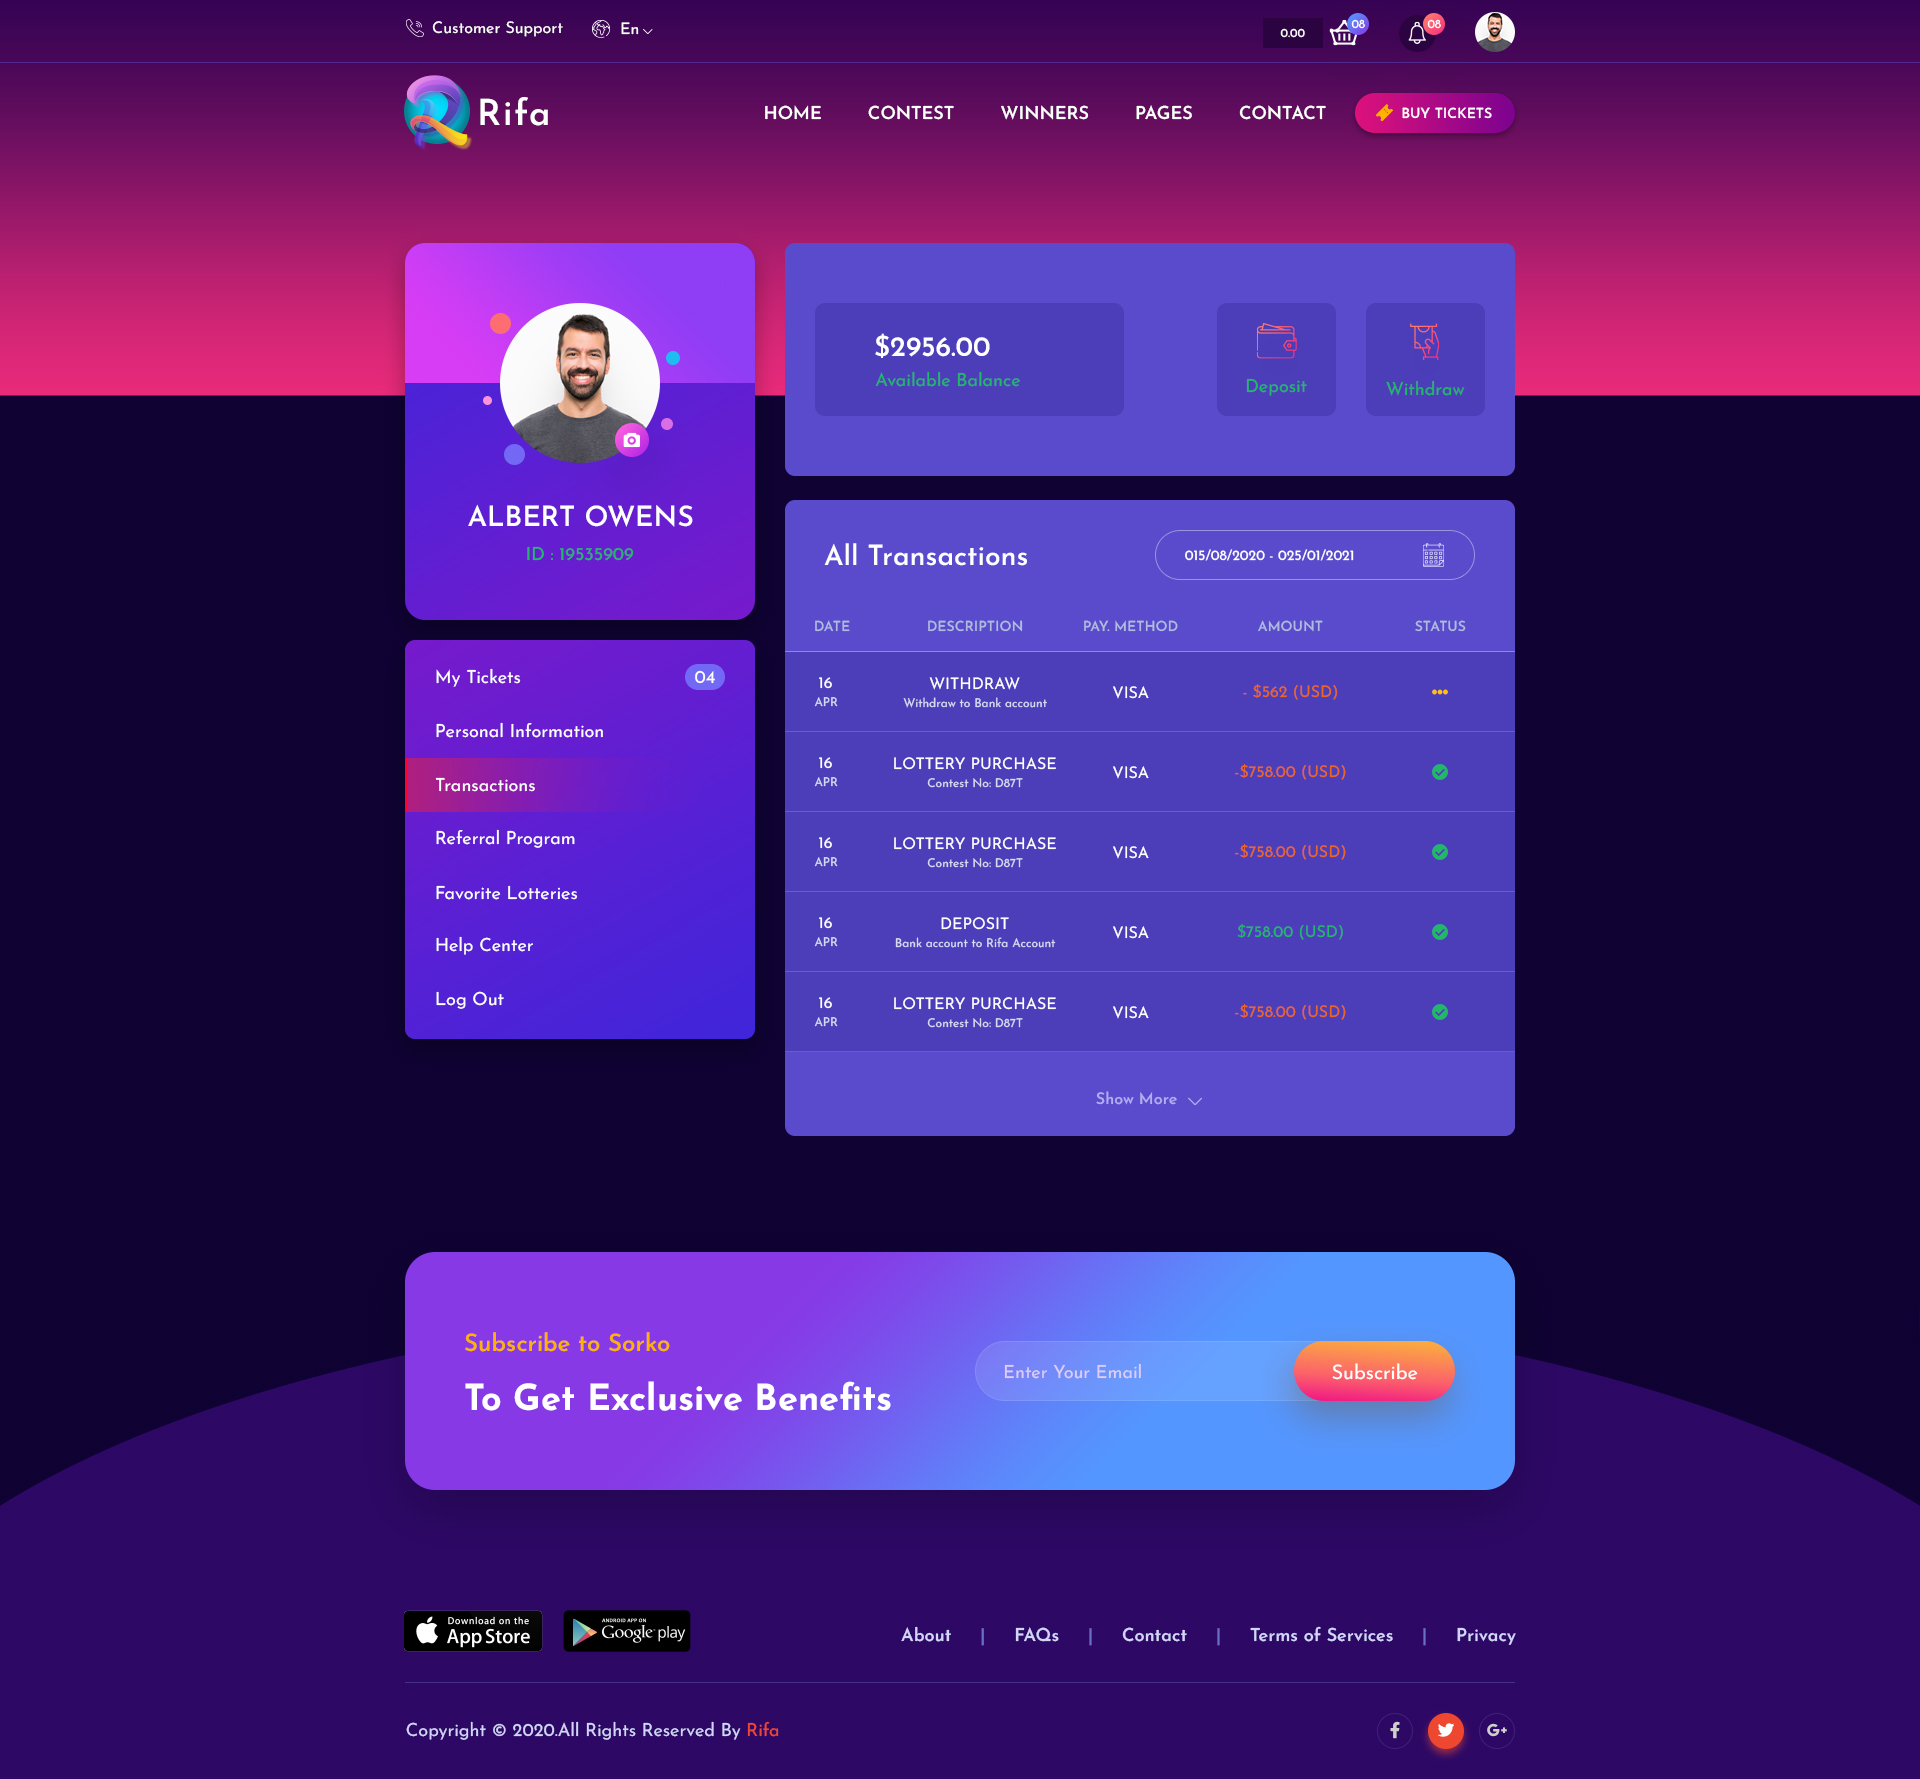 Customer Support
En
0.00
08
08
Rifa
HOME
CONTEST
WINNERS
PAGES
CONTACT
BUY TICKETS
ALBERT OWENS
ID : 19535909
My Tickets
04
Personal Information
Transactions
Referral Program
Favorite Lotteries
Help Center
Log Out
$2956.00
Available Balance
Deposit
Withdraw
All Transactions
015/08/2020 - 025/01/2021
DATE
DESCRIPTION
PAY. METHOD
AMOUNT
STATUS
16
APR
WITHDRAW
Withdraw to Bank account
VISA
- $562 (USD)
16
APR
LOTTERY PURCHASE
Contest No: D87T
VISA
-$758.00 (USD)
16
APR
LOTTERY PURCHASE
Contest No: D87T
VISA
-$758.00 (USD)
16
APR
DEPOSIT
Bank account to Rifa Account
VISA
$758.00 (USD)
16
APR
LOTTERY PURCHASE
Contest No: D87T
VISA
-$758.00 (USD)
Show More
Subscribe to Sorko
To Get Exclusive Benefits
Enter Your Email
Subscribe
Download on the
App Store
ANDROID APP ON
Google play
About | FAQs | Contact | Terms of Services | Privacy
Copyright © 2020.All Rights Reserved By Rifa
f
G+